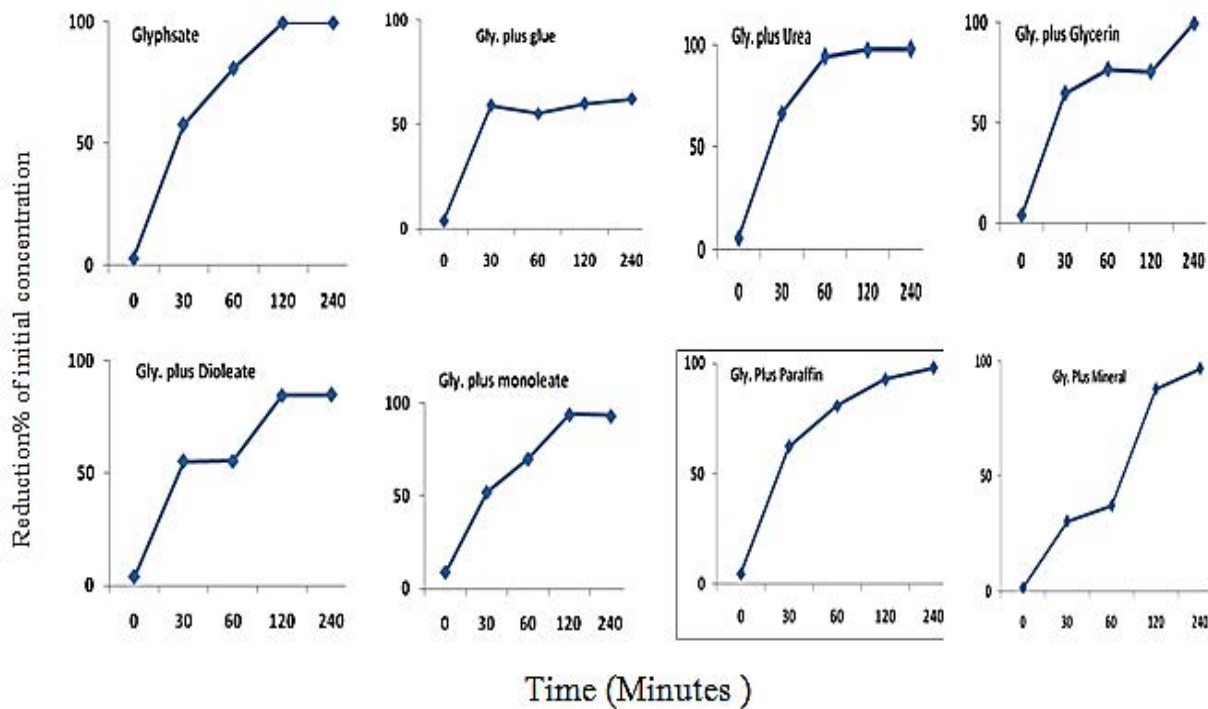 Reduction% of initial concentration
Glyphsate
100
50
0
0 30 60 120 240
Gly. plus glue
100
50
0
0 30 60 120 240
Gly. plus Urea
100
50
0
0 30 60 120 240
Gly. plus Glycerin
100
50
0
0 30 60 120 240
Gly. plus Dioleate
100
50
0
0 30 60 120 240
Gly. plus monoleate
100
50
0
0 30 60 120 240
Gly. Plus Paraffin
100
50
0
0 30 60 120 240
Gly. Plus Mineral
100
50
0
0 30 60 120 240
Time (Minutes )